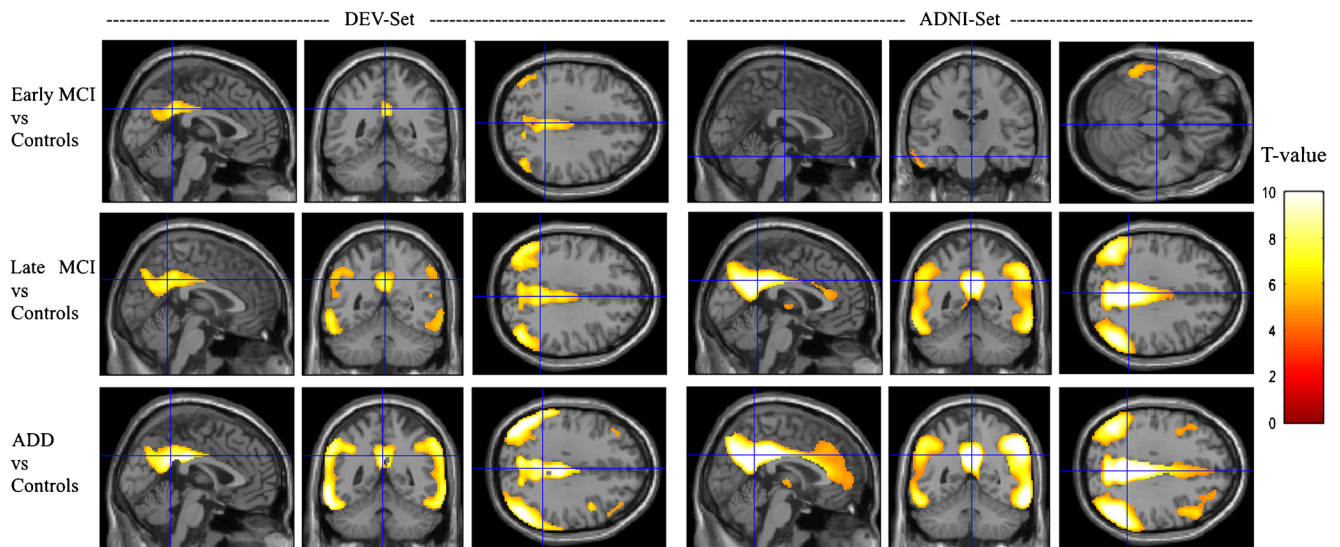 DEV-Set
ADNI-Set
Early MCI
vs
Controls
Late MCI
vs
Controls
ADD
vs
Controls
T-value
10
8
6
4
2
0